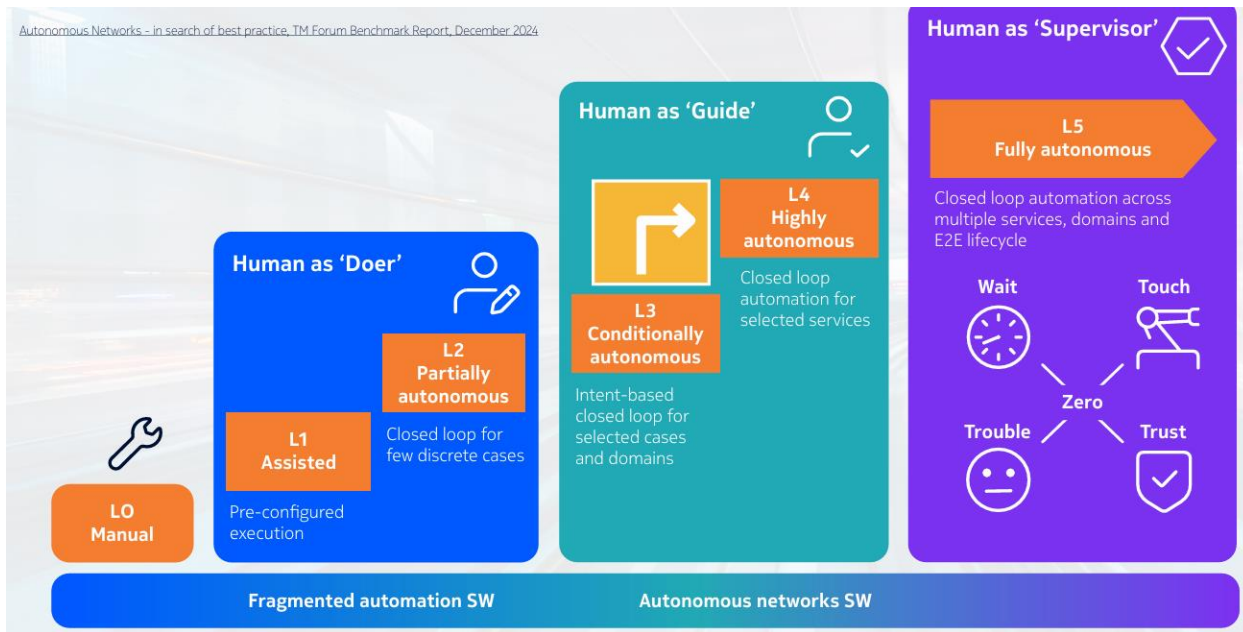 Autonomous Networks - in search of best practice, TM Forum Benchmark Report, December 2024
LO
Manual
Human as ‘Doer’
L1
Assisted
Pre-configured
execution
L2
Partially
autonomous
Closed loop for
few discrete cases
Human as ‘Guide’
L3
Conditionally
autonomous
Intent-based
closed loop for
selected cases
and domains
L4
Highly
autonomous
Closed loop
automation for
selected services
Human as ‘Supervisor’
L5
Fully autonomous
Closed loop automation across
multiple services, domains and
E2E lifecycle
Wait
Touch
Zero
Trouble
Trust
Fragmented automation SW
Autonomous networks SW